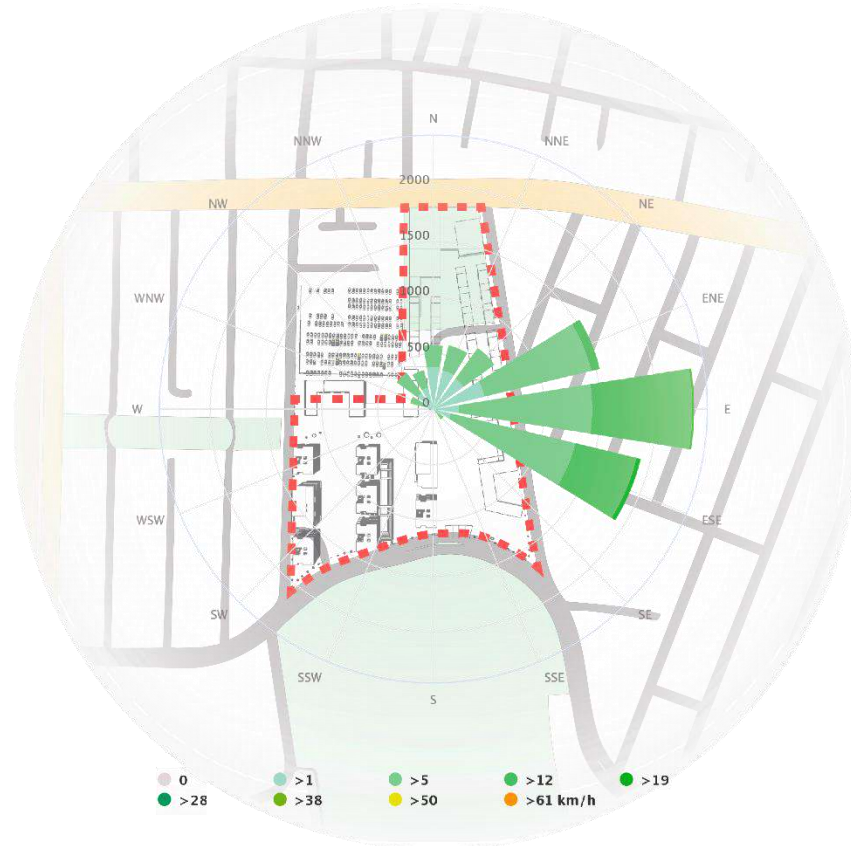 N
NNW
NNE
2000
NW
NE
1500
1000
WNW
ENE
500
0
W
E
WSW
ESE
SW
SE
SSW
SSE
S
0 >1 >5 >12 >19
>28 >38 >50 >61 km/h